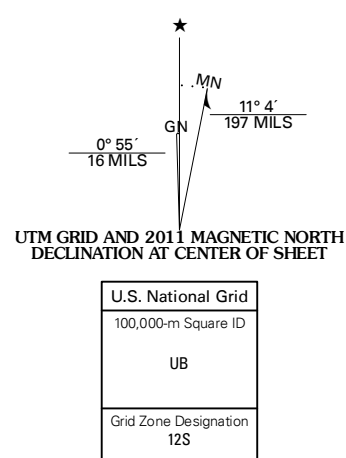 ★
MN
11° 4´
197 MILS
GN
0° 55´
16 MILS
UTM GRID AND 2011 MAGNETIC NORTH
DECLINATION AT CENTER OF SHEET
U.S. National Grid
100,000-m Square ID
UB
Grid Zone Designation
12S